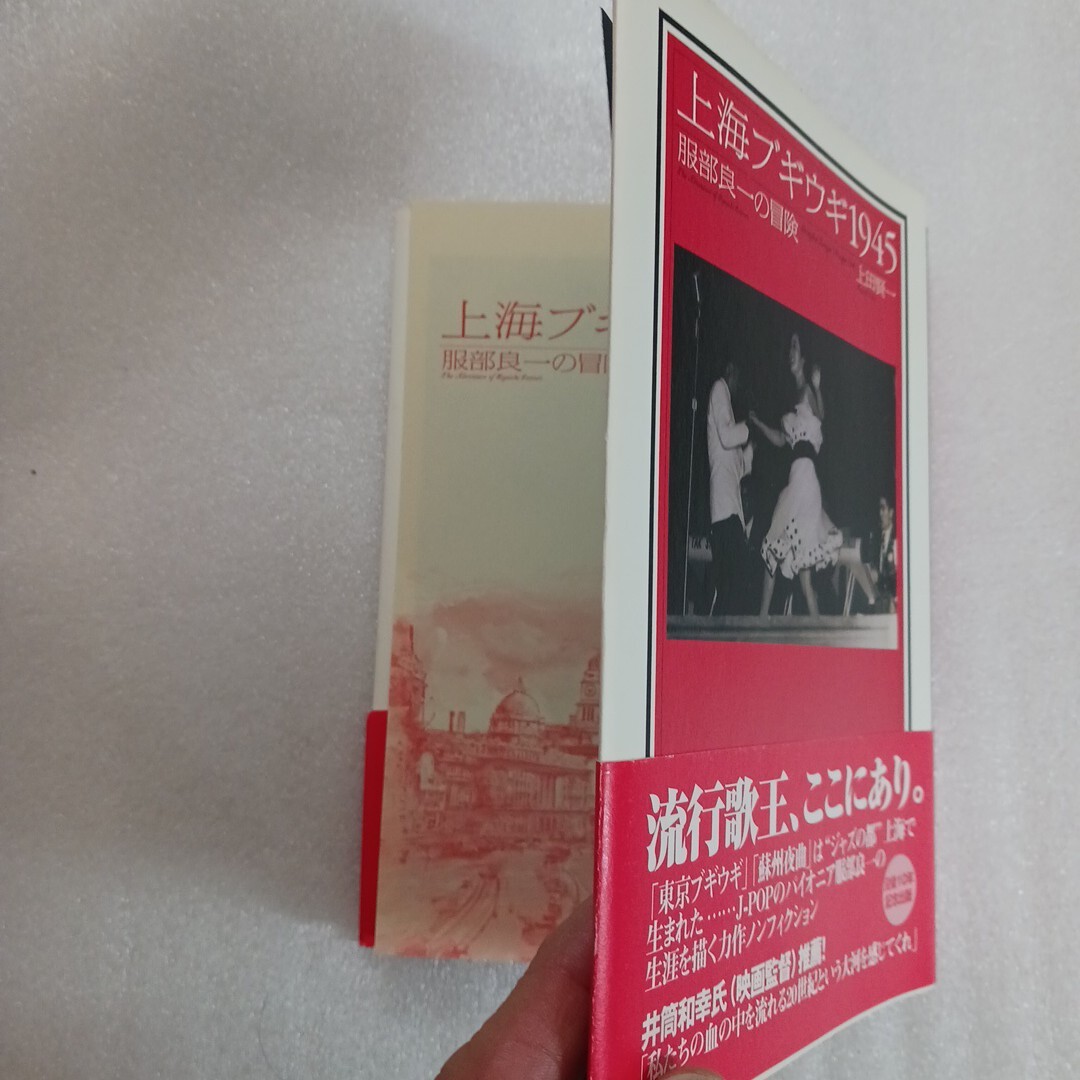 上海ブギウギ1945
服部良一の冒険
上田賢一
流行歌王、ここにあり。
「東京ブギウギ」「蘇州夜曲」は“ジャズの都”上海で
生まれた……J-POPのパイオニア服部良一の
生涯を描く力作ノンフィクション
井筒和幸氏(映画監督)推薦!
「私たちの血の中を流れる20世紀という大河を感じてくれ」
上海ブギ
服部良一の冒険